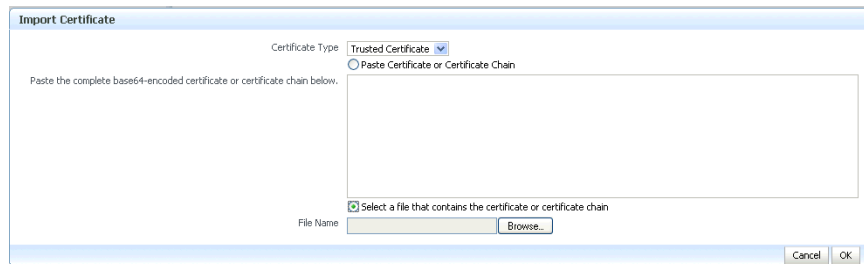 Import Certificate
Certificate Type Trusted Certificate
Paste Certificate or Certificate Chain
Paste the complete base64-encoded certificate or certificate chain below.
Select a file that contains the certificate or certificate chain
File Name Browse...
Cancel OK